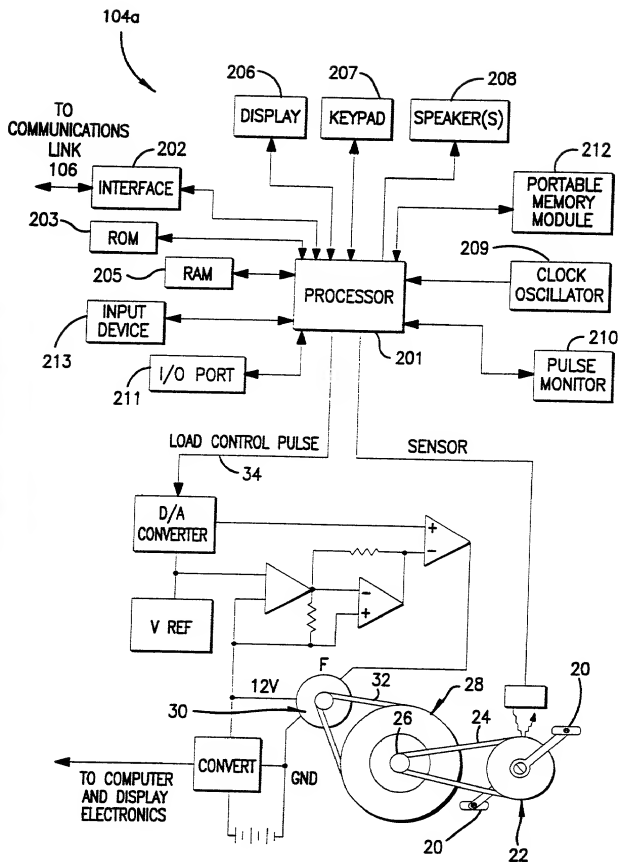 104a
206
207
208
DISPLAY
KEYPAD
SPEAKER(S)
TO
COMMUNICATIONS
LINK
106
202
INTERFACE
212
PORTABLE
MEMORY
MODULE
203
ROM
209
205
RAM
PROCESSOR
CLOCK
OSCILLATOR
INPUT
DEVICE
213
201
210
I/O PORT
211
PULSE
MONITOR
LOAD CONTROL PULSE
34
SENSOR
D/A
CONVERTER
+
-
-
+
V REF
F
12V
30
32
28
26
24
20
CONVERT
GND
TO COMPUTER
AND DISPLAY
ELECTRONICS
20
22